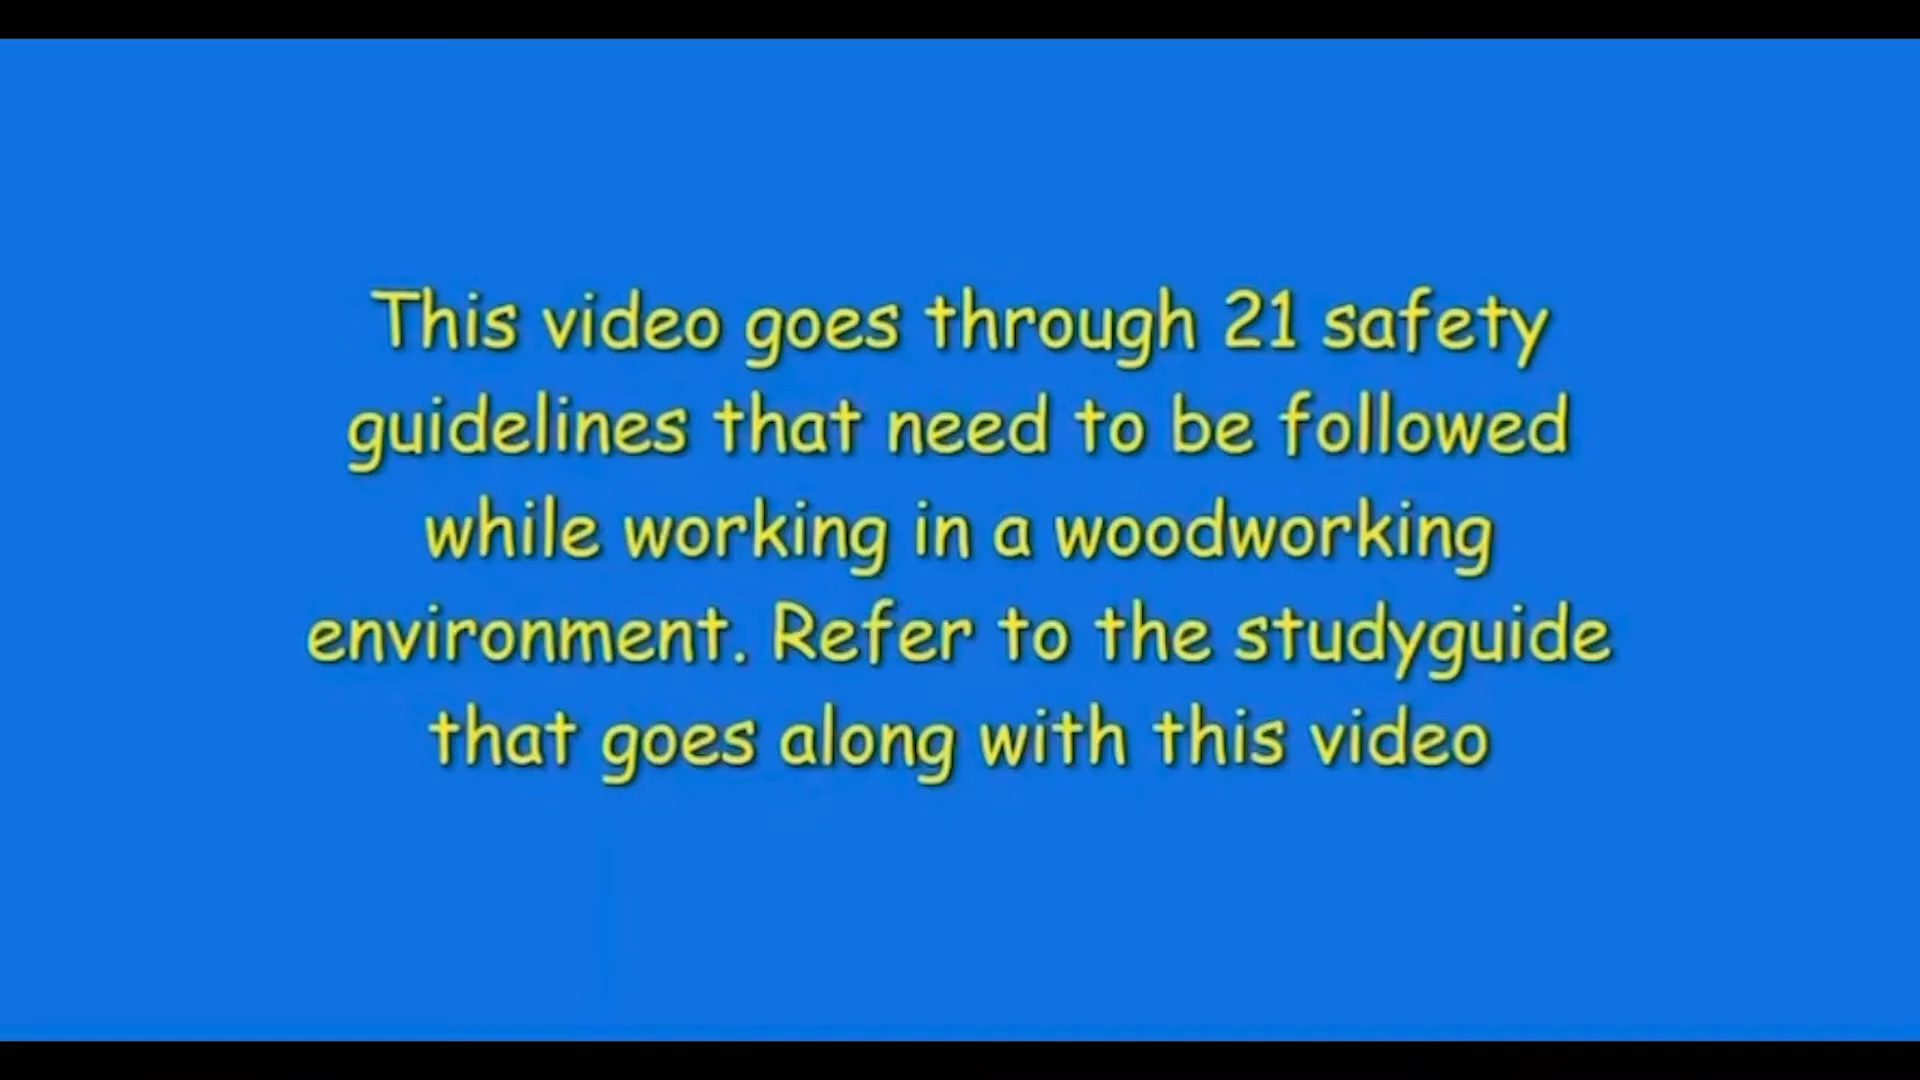 This video goes through 21 safety
guidelines that need to be followed
while working in a woodworking
environment. Refer to the studyguide
that goes along with this video